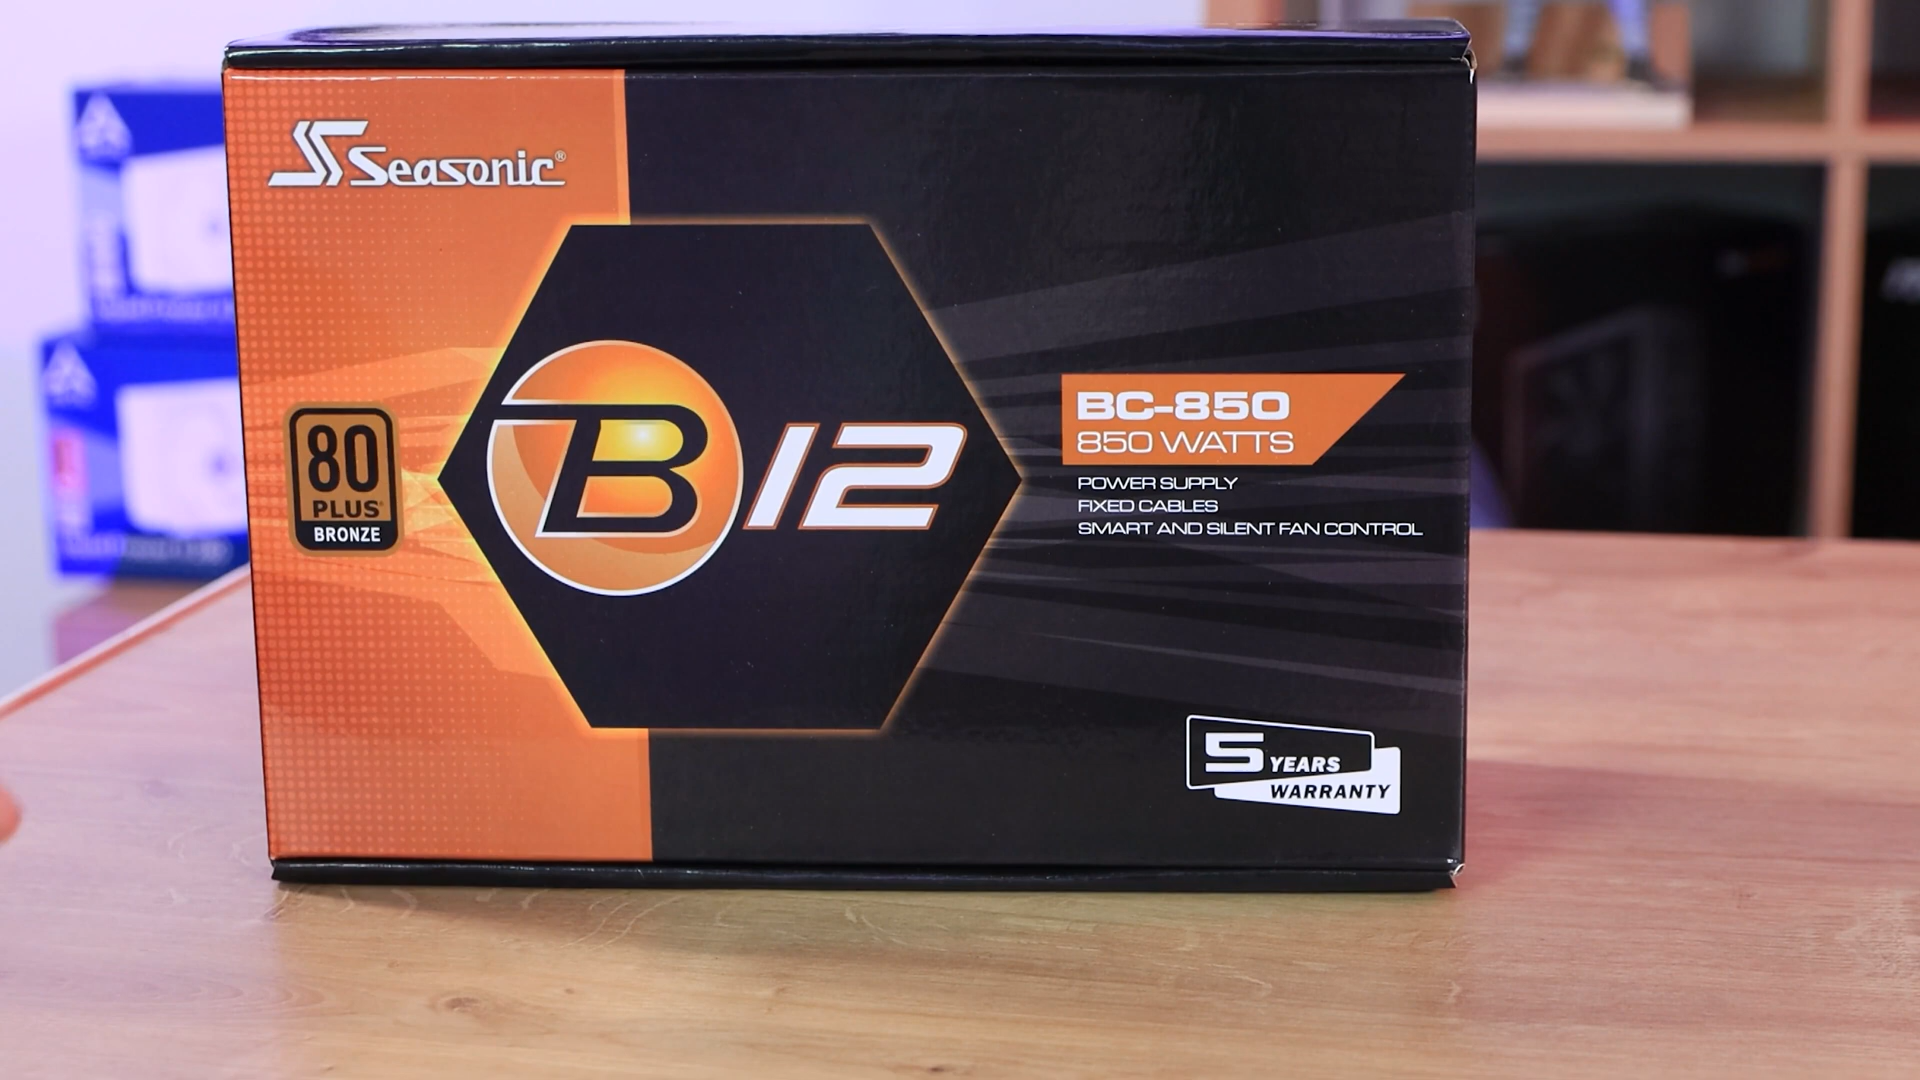 Seasonic®
B12
80
PLUS®
BRONZE
BC-850
850 WATTS
POWER SUPPLY
FIXED CABLES
SMART AND SILENT FAN CONTROL
5 YEARS
WARRANTY